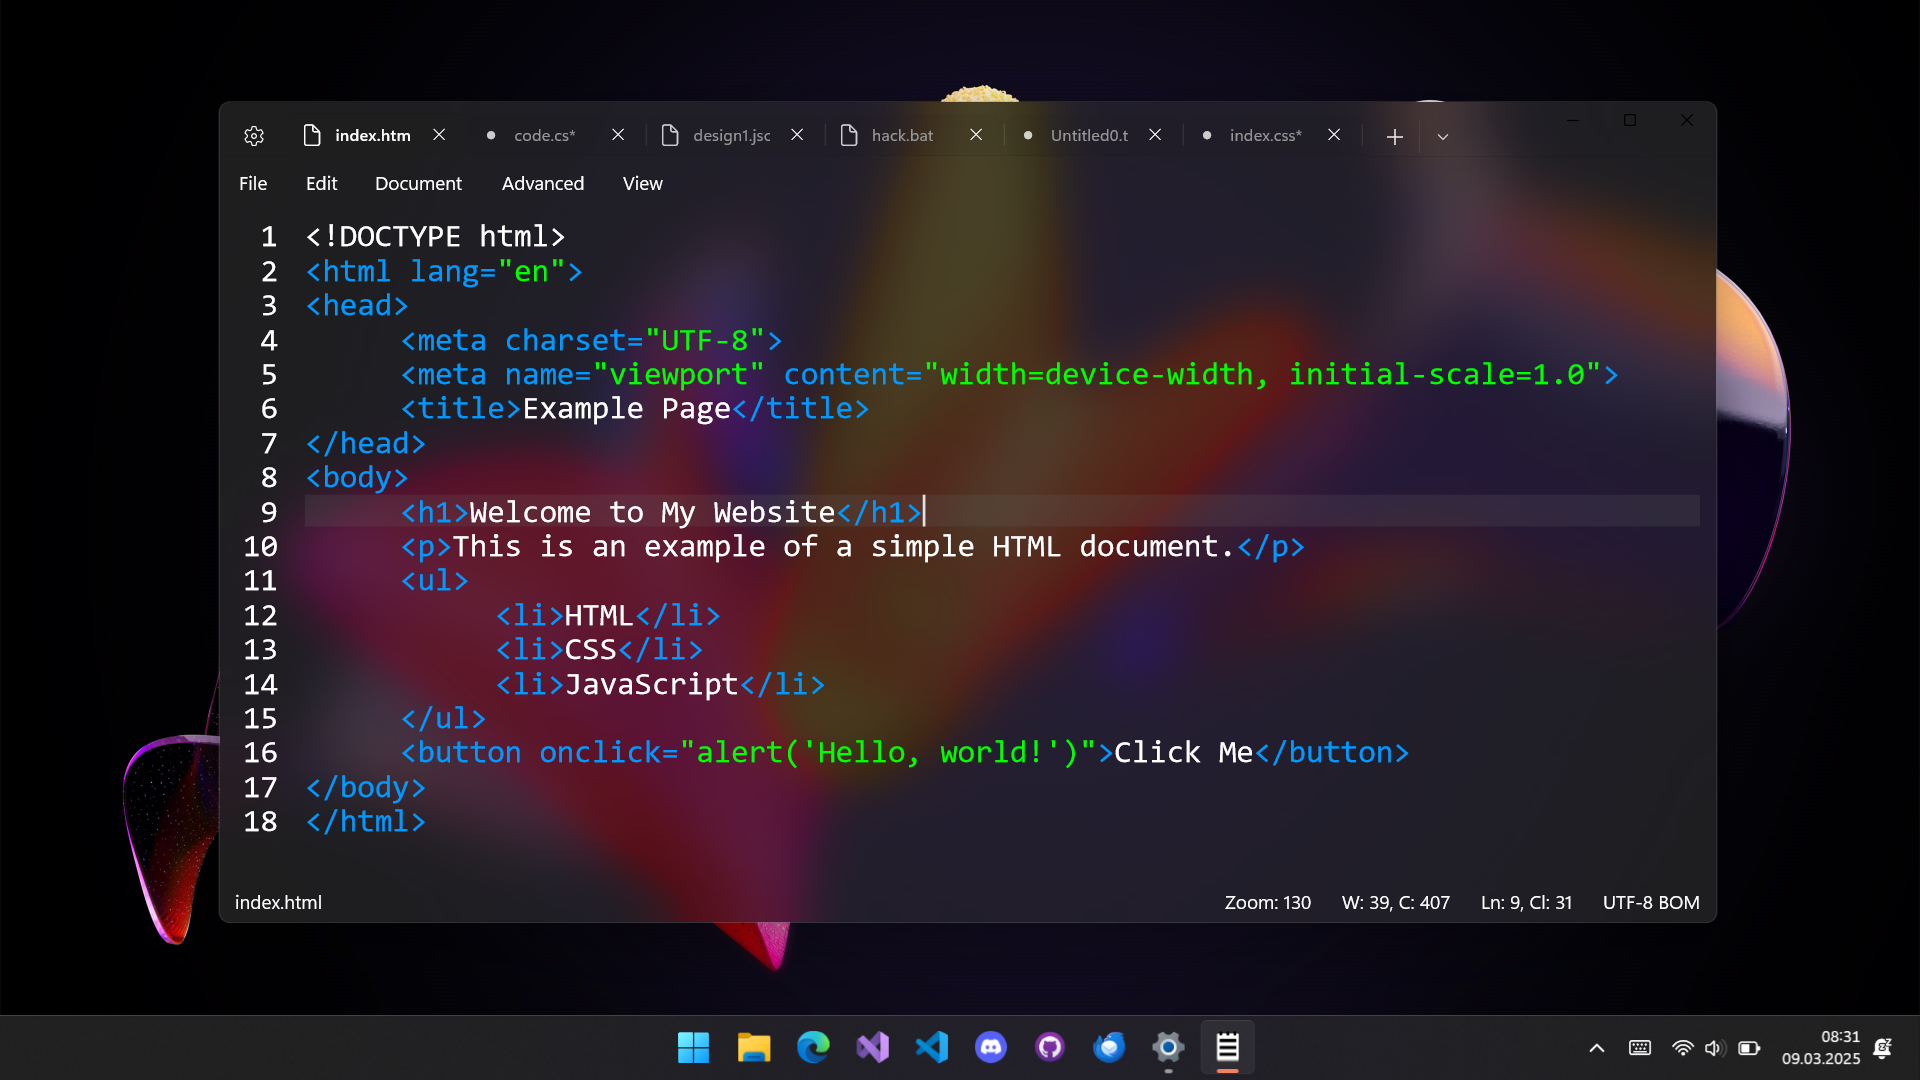 index.htm code.cs* design1.jsc hack.bat Untitled0.t index.css*
File Edit Document Advanced View
1 <!DOCTYPE html>
2 <html lang="en">
3 <head>
4 <meta charset="UTF-8">
5 <meta name="viewport" content="width=device-width, initial-scale=1.0">
6 <title>Example Page</title>
7 </head>
8 <body>
9 <h1>Welcome to My Website</h1>
10 <p>This is an example of a simple HTML document.</p>
11 <ul>
12 <li>HTML</li>
13 <li>CSS</li>
14 <li>JavaScript</li>
15 </ul>
16 <button onclick="alert('Hello, world!')">Click Me</button>
17 </body>
18 </html>
index.html Zoom: 130 W: 39, C: 407 Ln: 9, Cl: 31 UTF-8 BOM
08:31
09.03.2025